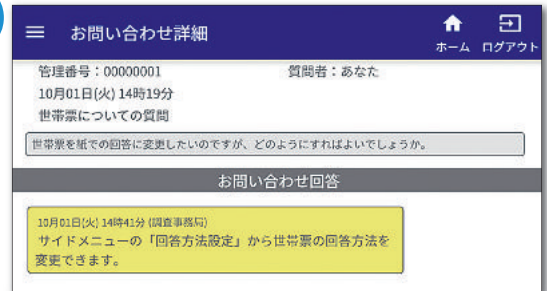 お問い合わせ詳細
ホーム ログアウト
管理番号：00000001 質問者：あなた
10月01日(火) 14時19分
世帯票についての質問
世帯票を紙での回答に変更したいのですが、どのようにすればよいでしょうか。
お問い合わせ回答
10月01日(火) 14時41分 (調査事務局)
サイドメニューの「回答方法設定」から世帯票の回答方法を
変更できます。